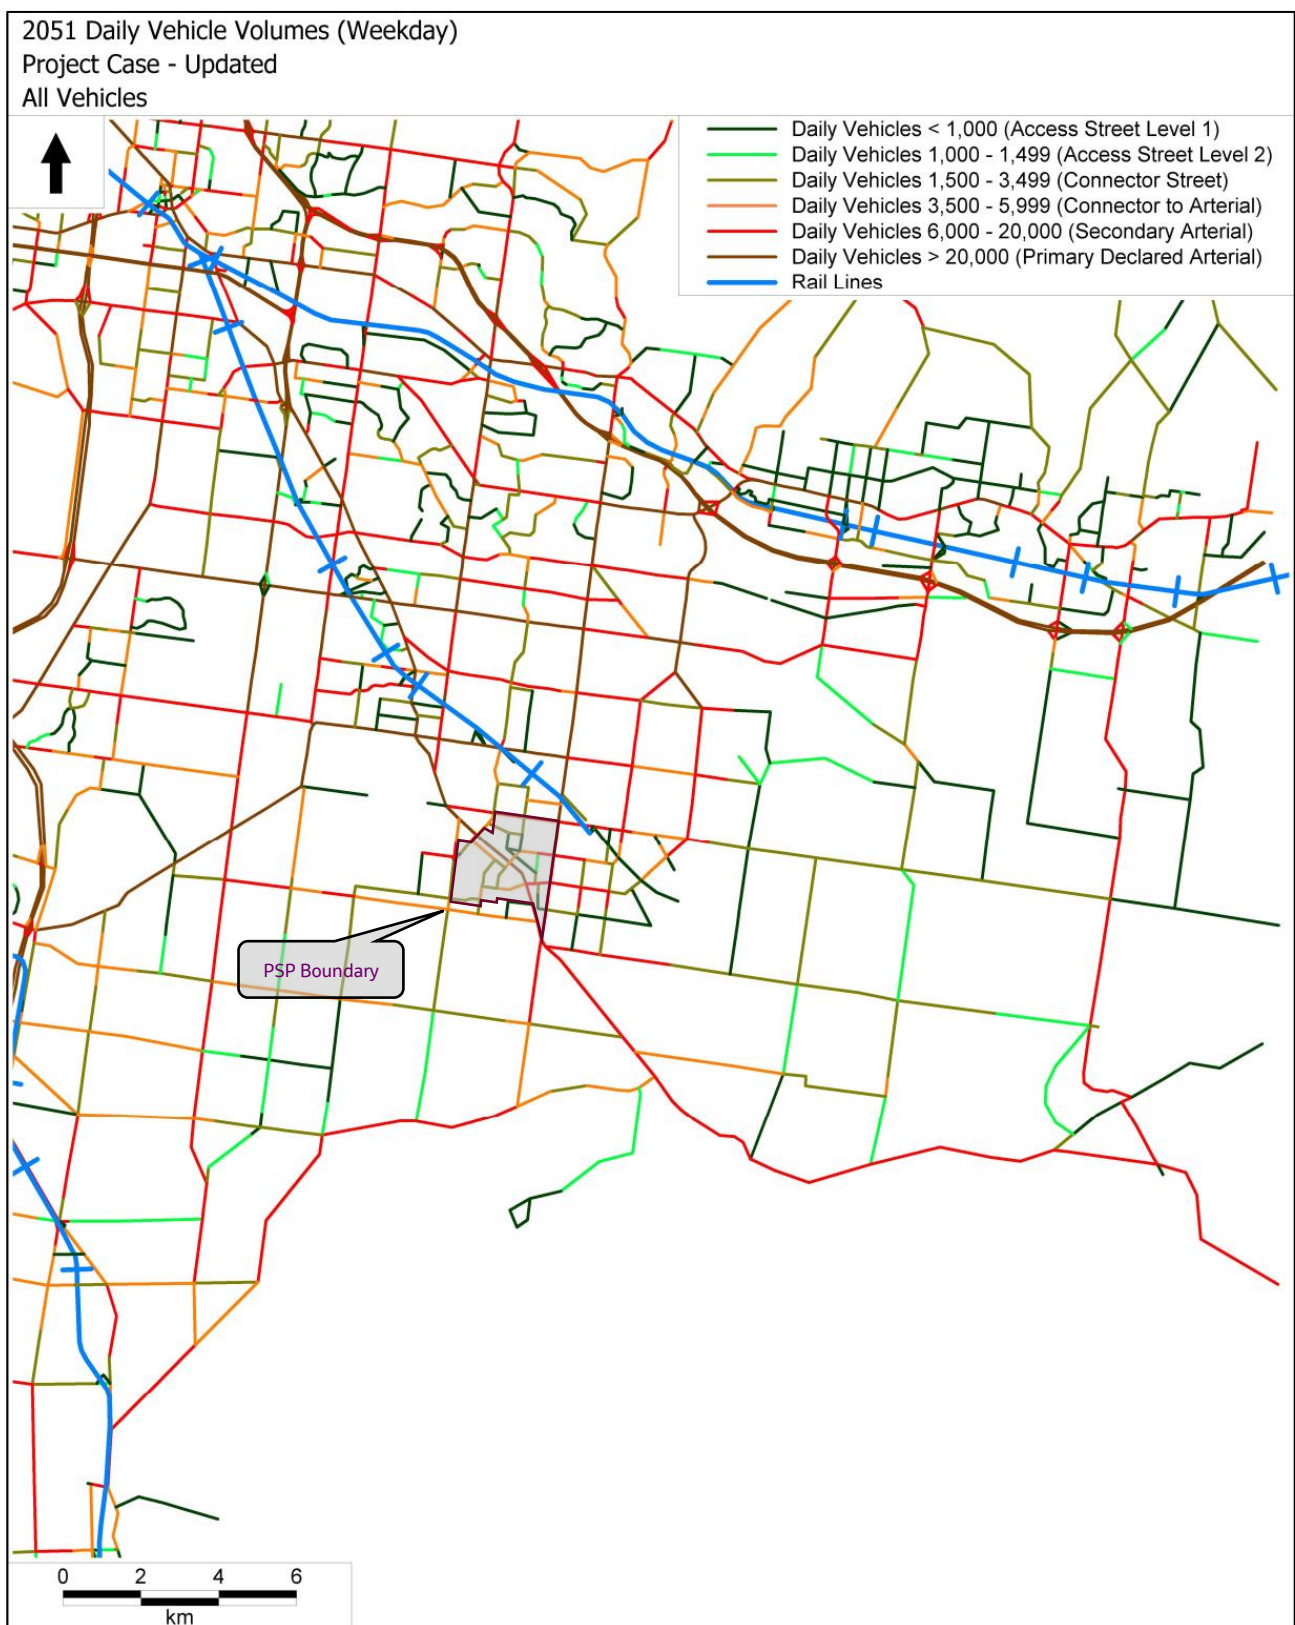 2051 Daily Vehicle Volumes (Weekday)
Project Case - Updated
All Vehicles
Daily Vehicles < 1,000 (Access Street Level 1)
Daily Vehicles 1,000 - 1,499 (Access Street Level 2)
Daily Vehicles 1,500 - 3,499 (Connector Street)
Daily Vehicles 3,500 - 5,999 (Connector to Arterial)
Daily Vehicles 6,000 - 20,000 (Secondary Arterial)
Daily Vehicles > 20,000 (Primary Declared Arterial)
Rail Lines
PSP Boundary
0 2 4 6
km